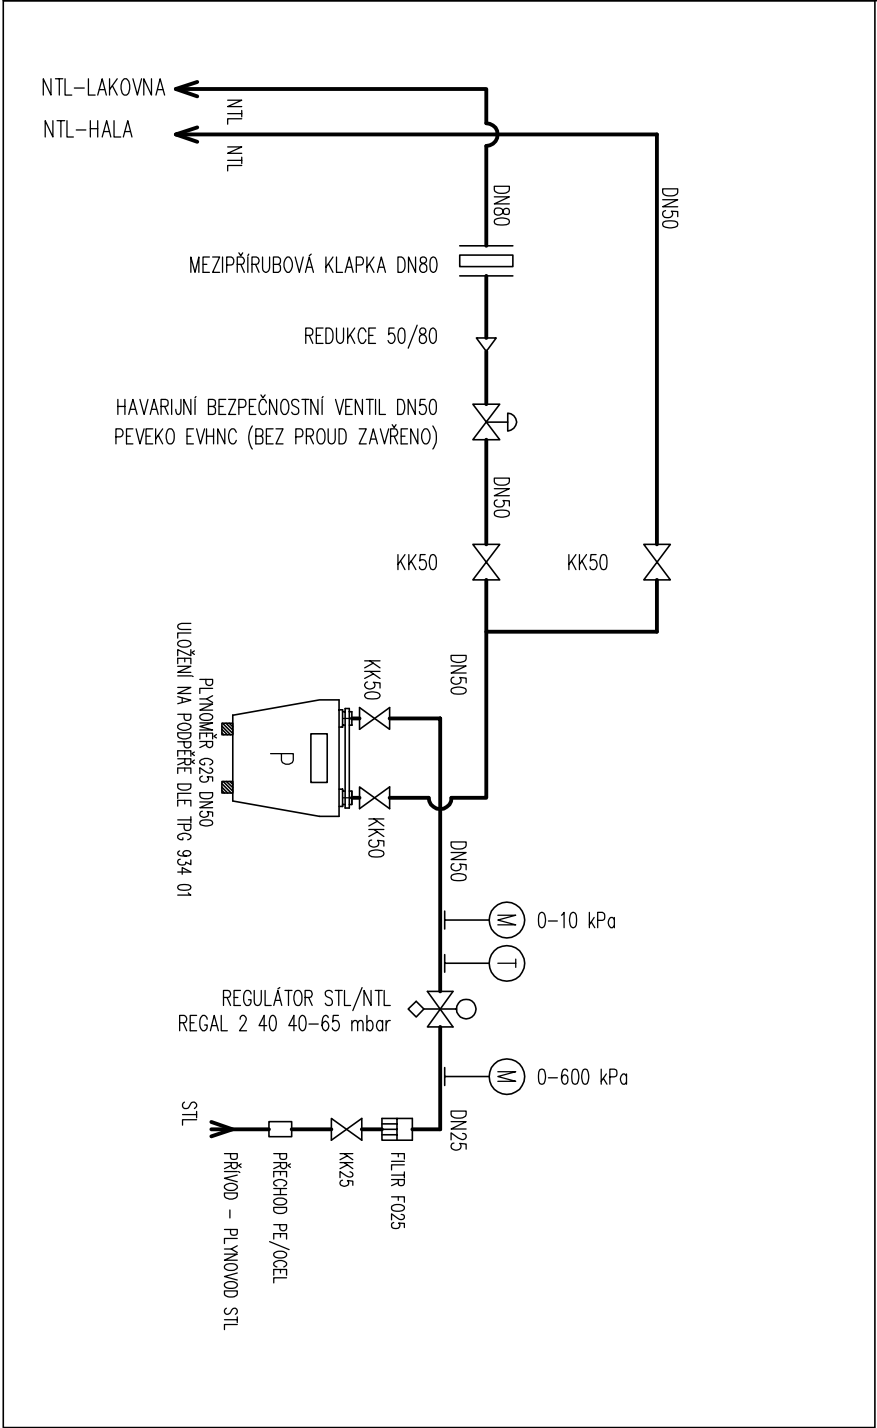 NTL-LAKOVNA
NTL
NTL-HALA
NTL
DN80
DN50
MEZIPŘÍRUBOVÁ KLAPKA DN80
REDUKCE 50/80
HAVARIJNÍ BEZPEČNOSTNÍ VENTIL DN50
PEVEKO EVHNC (BEZ PROUD ZAVŘENO)
DN50
KK50
KK50
DN50
KK50
PLYNOMĚR G25 DN50
ULOŽENÍ NA PODPĚŘE DLE TPG 934 01
P
KK50
DN50
M
0-10 kPa
T
REGULÁTOR STL/NTL
REGAL 2 40 40-65 mbar
M
0-600 kPa
DN25
STL
FILTR FO25
KK25
PŘECHOD PE/OCEL
PŘÍVOD - PLYNOVOD STL